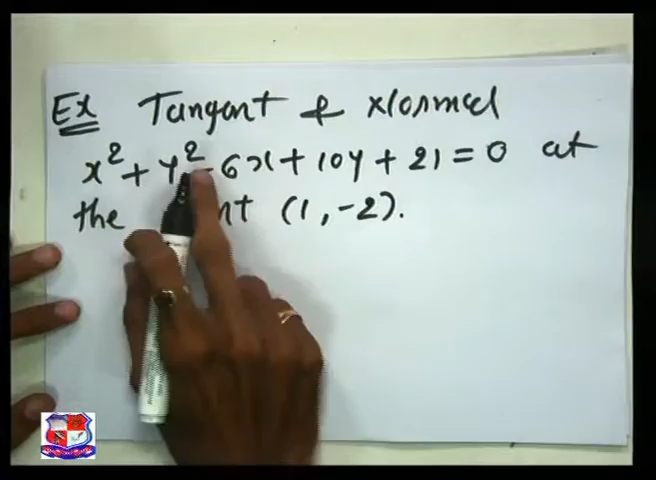 Ex Tangent & Normal
x² + y² - 6x + 10y + 21 = 0 at
the nt (1, -2).